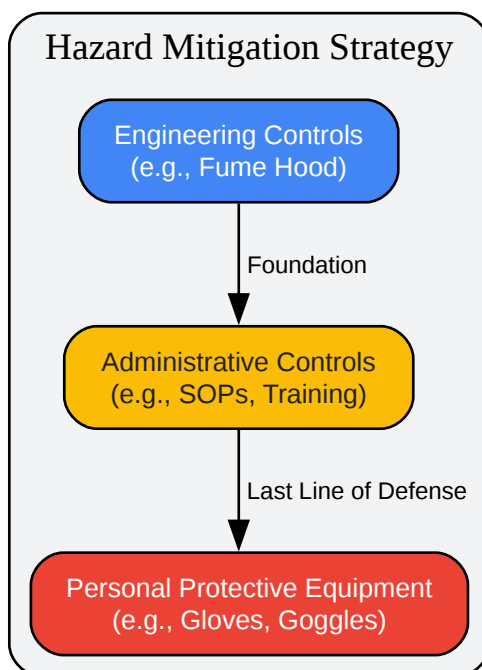 Hazard Mitigation Strategy
Engineering Controls
(e.g., Fume Hood)
Foundation
Administrative Controls
(e.g., SOPs, Training)
Last Line of Defense
Personal Protective Equipment
(e.g., Gloves, Goggles)